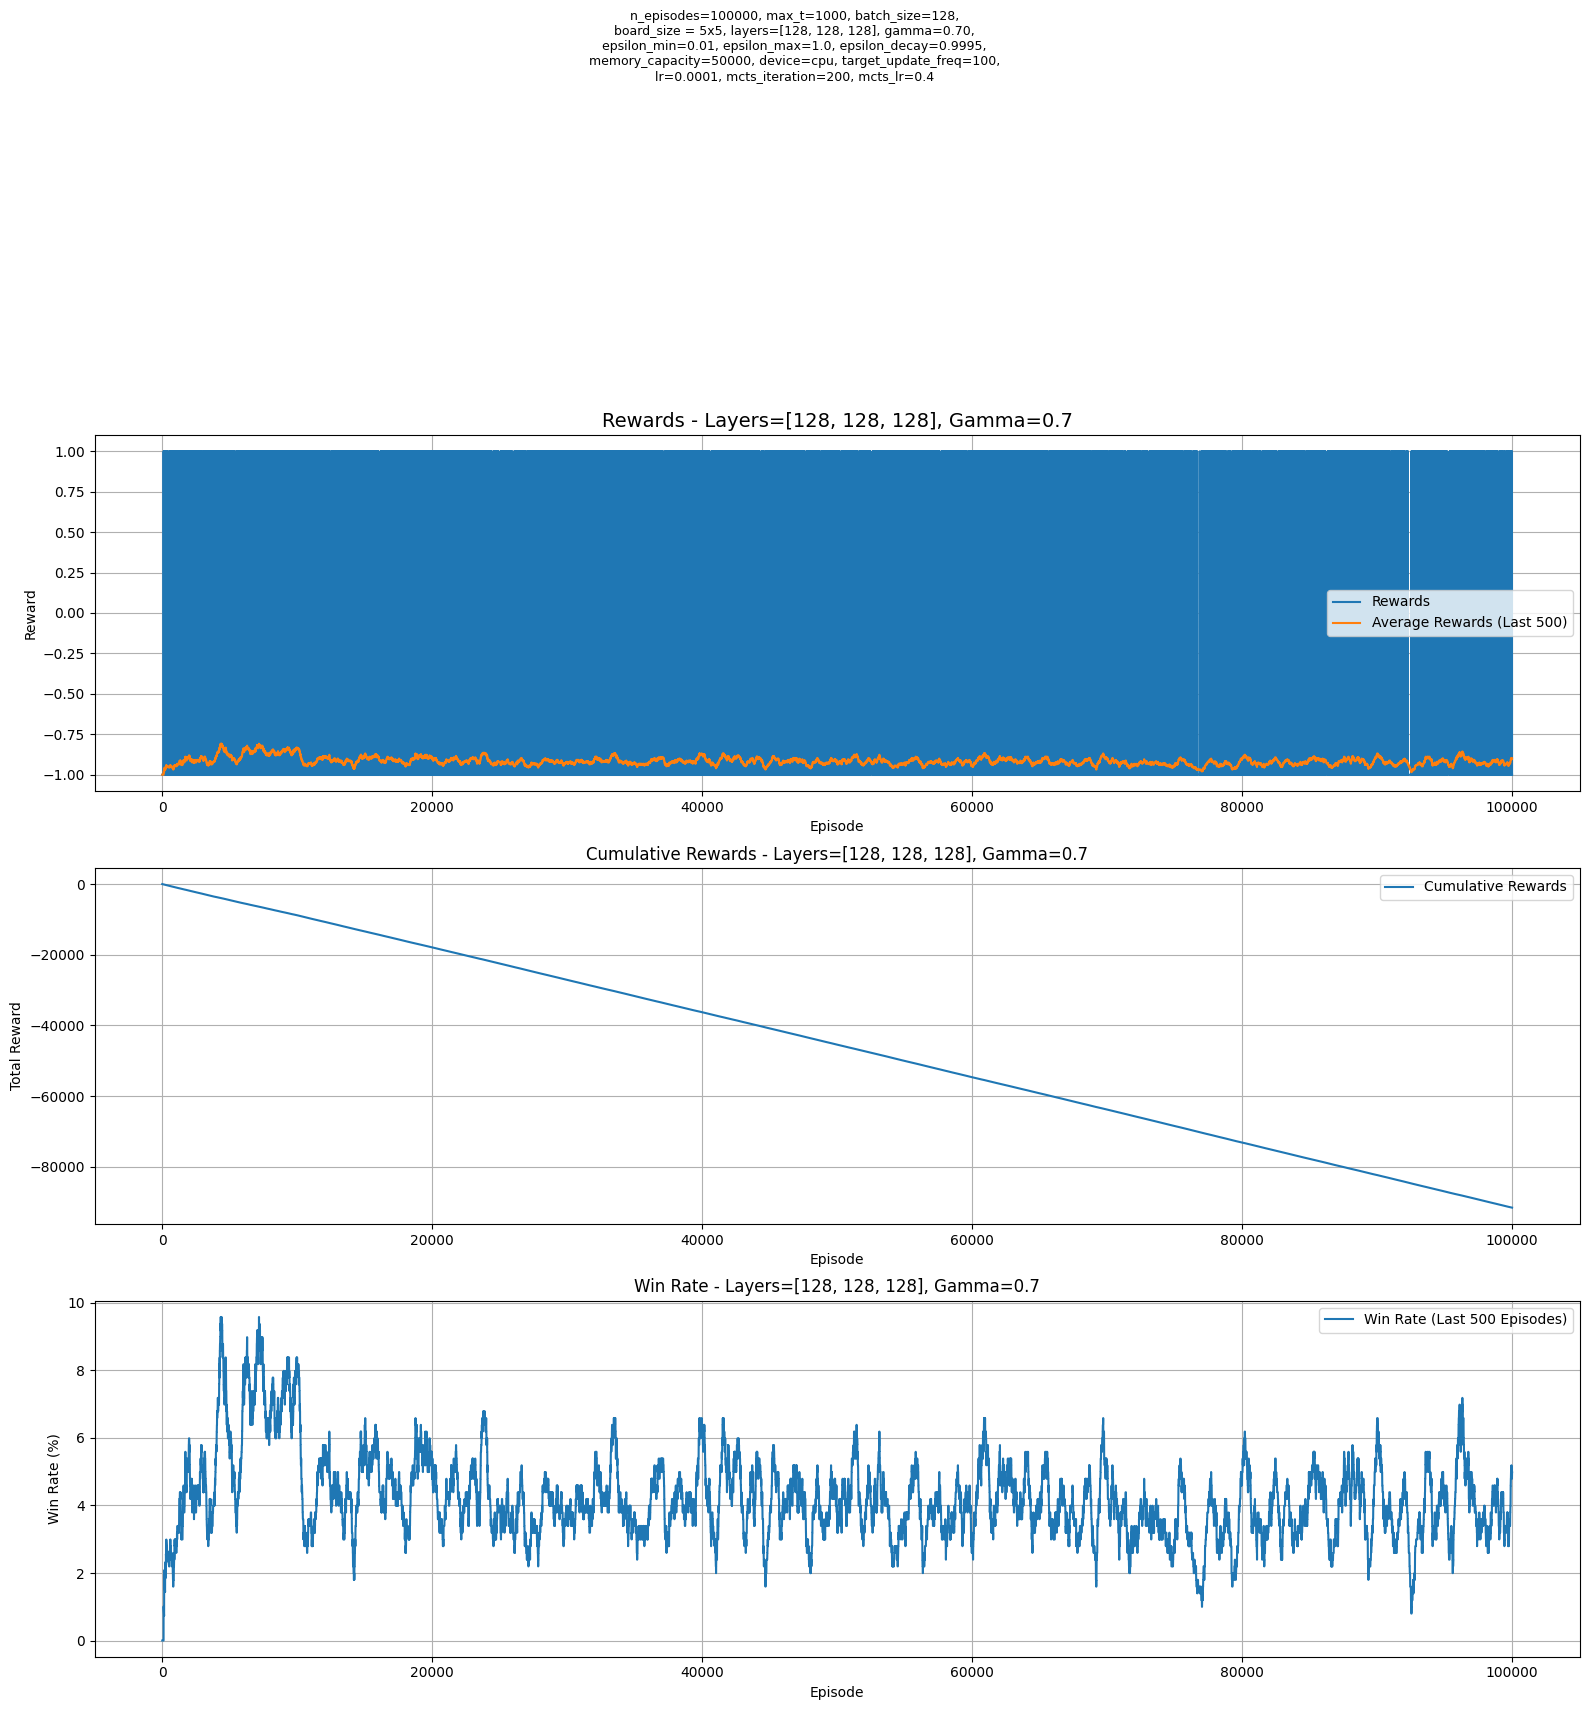 n_episodes=100000, max_t=1000, batch_size=128,
board_size = 5x5, layers=[128, 128, 128], gamma=0.70,
epsilon_min=0.01, epsilon_max=1.0, epsilon_decay=0.9995,
memory_capacity=50000, device=cpu, target_update_freq=100,
lr=0.0001, mcts_iteration=200, mcts_lr=0.4
Rewards - Layers=[128, 128, 128], Gamma=0.7
1.00
0.75
0.50
0.25
0.00
−0.25
−0.50
−0.75
−1.00
Reward
Rewards
Average Rewards (Last 500)
0 20000 40000 60000 80000 100000
Episode
Cumulative Rewards - Layers=[128, 128, 128], Gamma=0.7
0
−20000
−40000
−60000
−80000
Total Reward
Cumulative Rewards
0 20000 40000 60000 80000 100000
Episode
Win Rate - Layers=[128, 128, 128], Gamma=0.7
10
8
6
4
2
0
Win Rate (%)
Win Rate (Last 500 Episodes)
0 20000 40000 60000 80000 100000
Episode